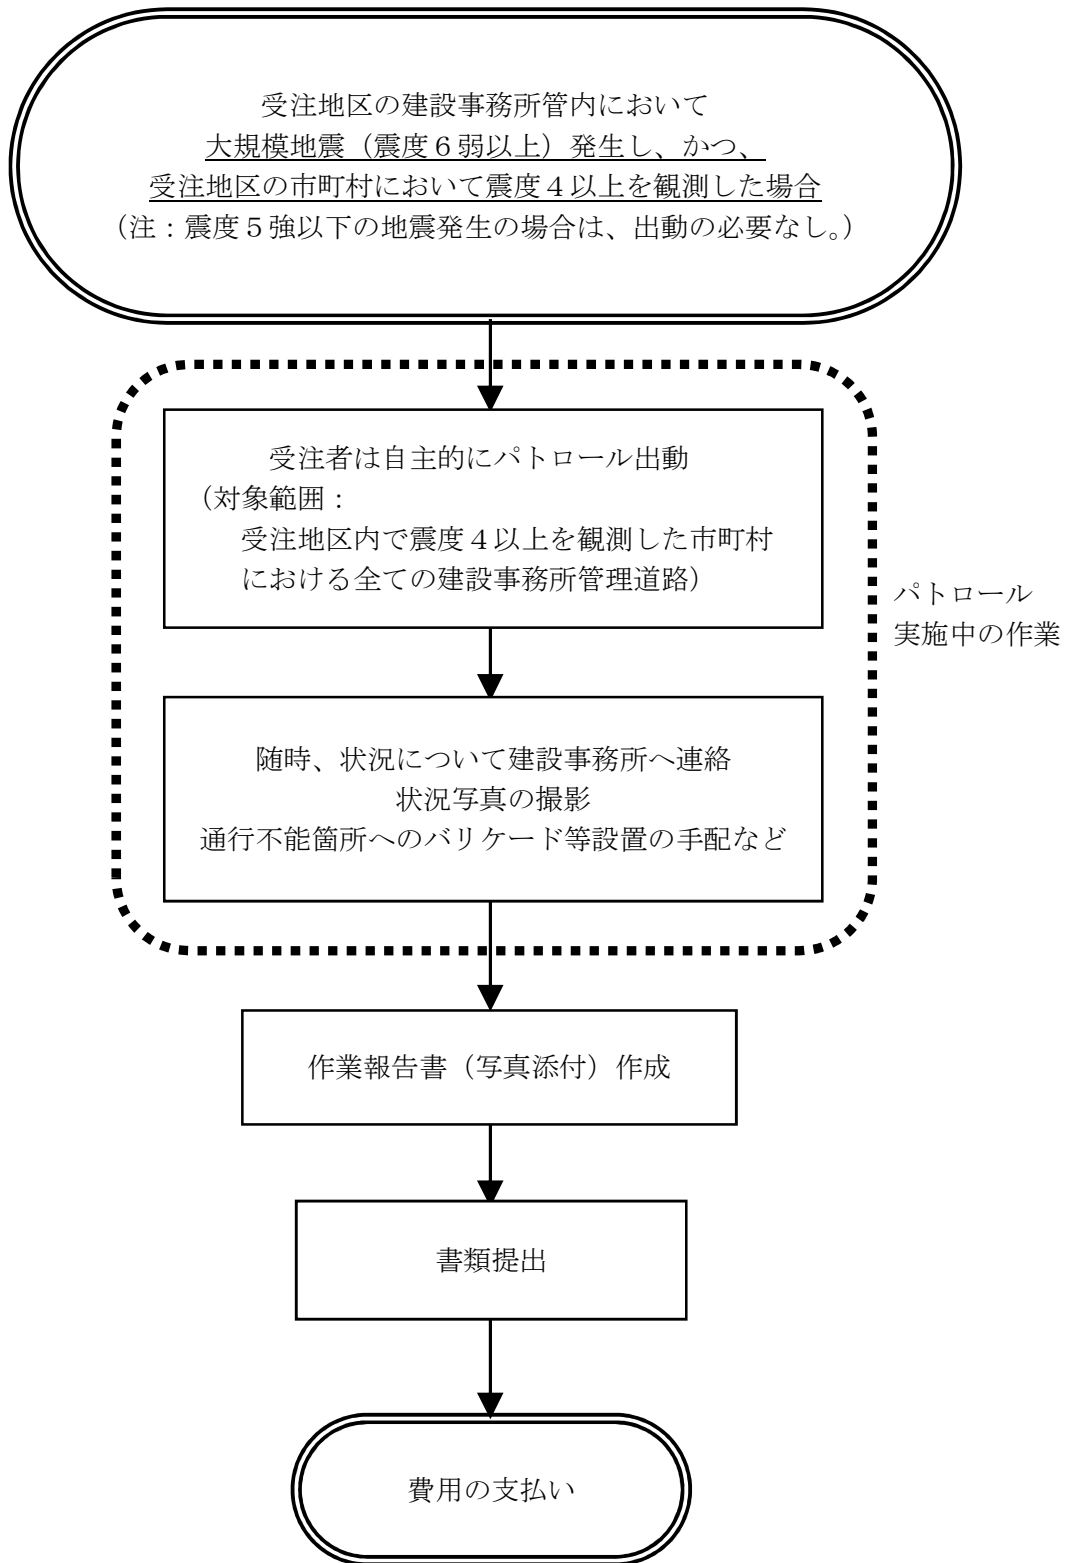 受注地区の建設事務所管内において
大規模地震（震度６弱以上）発生し、かつ、
受注地区の市町村において震度４以上を観測した場合
（注：震度５強以下の地震発生の場合は、出動の必要なし。）
受注者は自主的にパトロール出動
（対象範囲：
受注地区内で震度４以上を観測した市町村
における全ての建設事務所管理道路）
パトロール
実施中の作業
随時、状況について建設事務所へ連絡
状況写真の撮影
通行不能箇所へのバリケード等設置の手配など
作業報告書（写真添付）作成
書類提出
費用の支払い